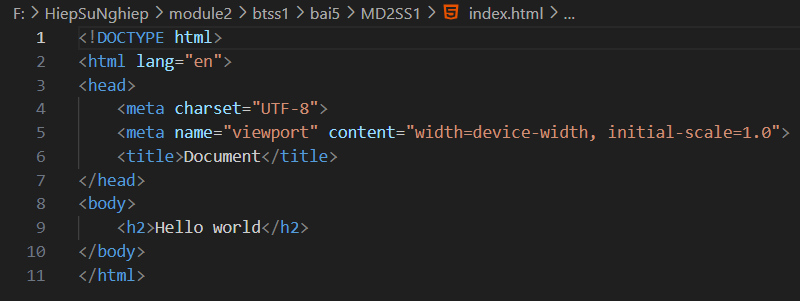 F: > HiepSuNghiep > module2 > btss1 > bai5 > MD2SS1 > index.html > ...
1 <!DOCTYPE html>
2 <html lang="en">
3 <head>
4     <meta charset="UTF-8">
5     <meta name="viewport" content="width=device-width, initial-scale=1.0">
6     <title>Document</title>
7 </head>
8 <body>
9     <h2>Hello world</h2>
10 </body>
11 </html>